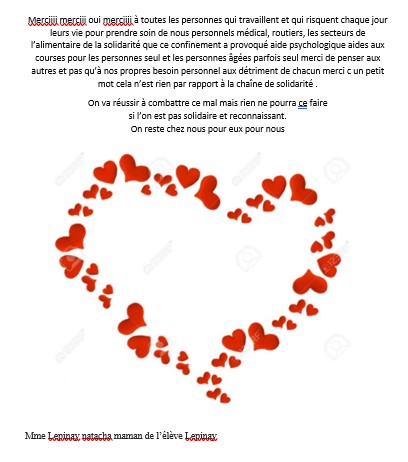 Merciiii merciii oui merciiii à toutes les personnes qui travaillent et qui risquent chaque jour
leurs vie pour prendre soin de nous personnels médical, routiers, les secteurs de
l'alimentaire de la solidarité que ce confinement a provoqué aide psychologique aides aux
courses pour les personnes seul et les personnes âgées parfois seul merci de penser aux
autres et pas qu'à nos propres besoin personnel aux détriment de chacun merci c un petit
mot cela n'est rien par rapport à la chaîne de solidarité .
On va réussir à combattre ce mal mais rien ne pourra ce faire
si l'on est pas solidaire et reconnaissant.
On reste chez nous pour eux pour nous
Mme Lepinay natacha maman de l'élève Lepinay